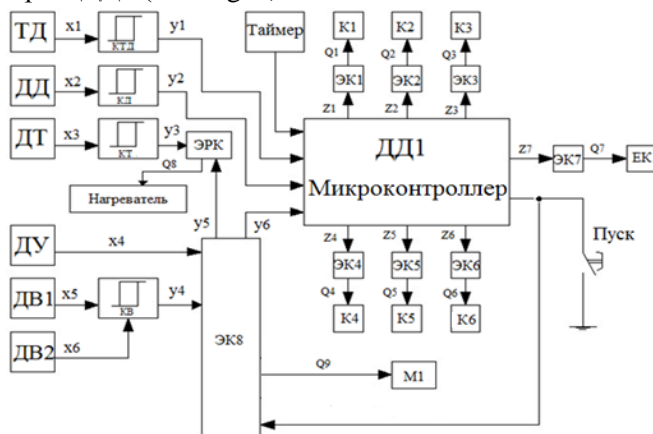 ТД
x1
КТД
y1
Таймер
К1
К2
К3
Q1
Q2
Q3
ЭК1
ЭК2
ЭК3
Z1
Z2
Z3
ДД
x2
КД
y2
ДТ
x3
КТ
y3
ЭРК
Q8
Нагреватель
ДД1
Микроконтроллер
Z7
ЭК7
Q7
ЕК
y5
y6
Z4
Z5
Z6
ЭК4
ЭК5
ЭК6
Q4
Q5
Q6
К4
К5
К6
Пуск
ДУ
x4
ДВ1
x5
КВ
y4
ДВ2
x6
ЭК8
Q9
М1